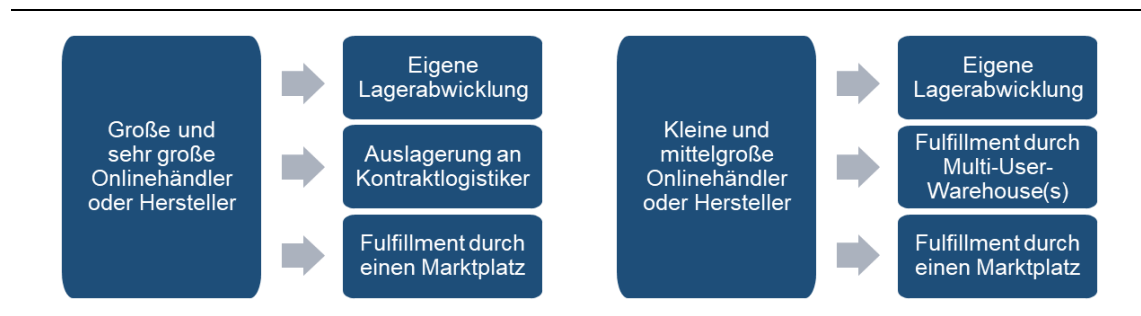 Große und
sehr große
Onlinehändler
oder Hersteller
Eigene
Lagerabwicklung
Auslagerung an
Kontraktlogistiker
Fulfillment durch
einen Marktplatz
Kleine und
mittelgroße
Onlinehändler
oder Hersteller
Eigene
Lagerabwicklung
Fulfillment durch
Multi-User-
Warehouse(s)
Fulfillment durch
einen Marktplatz